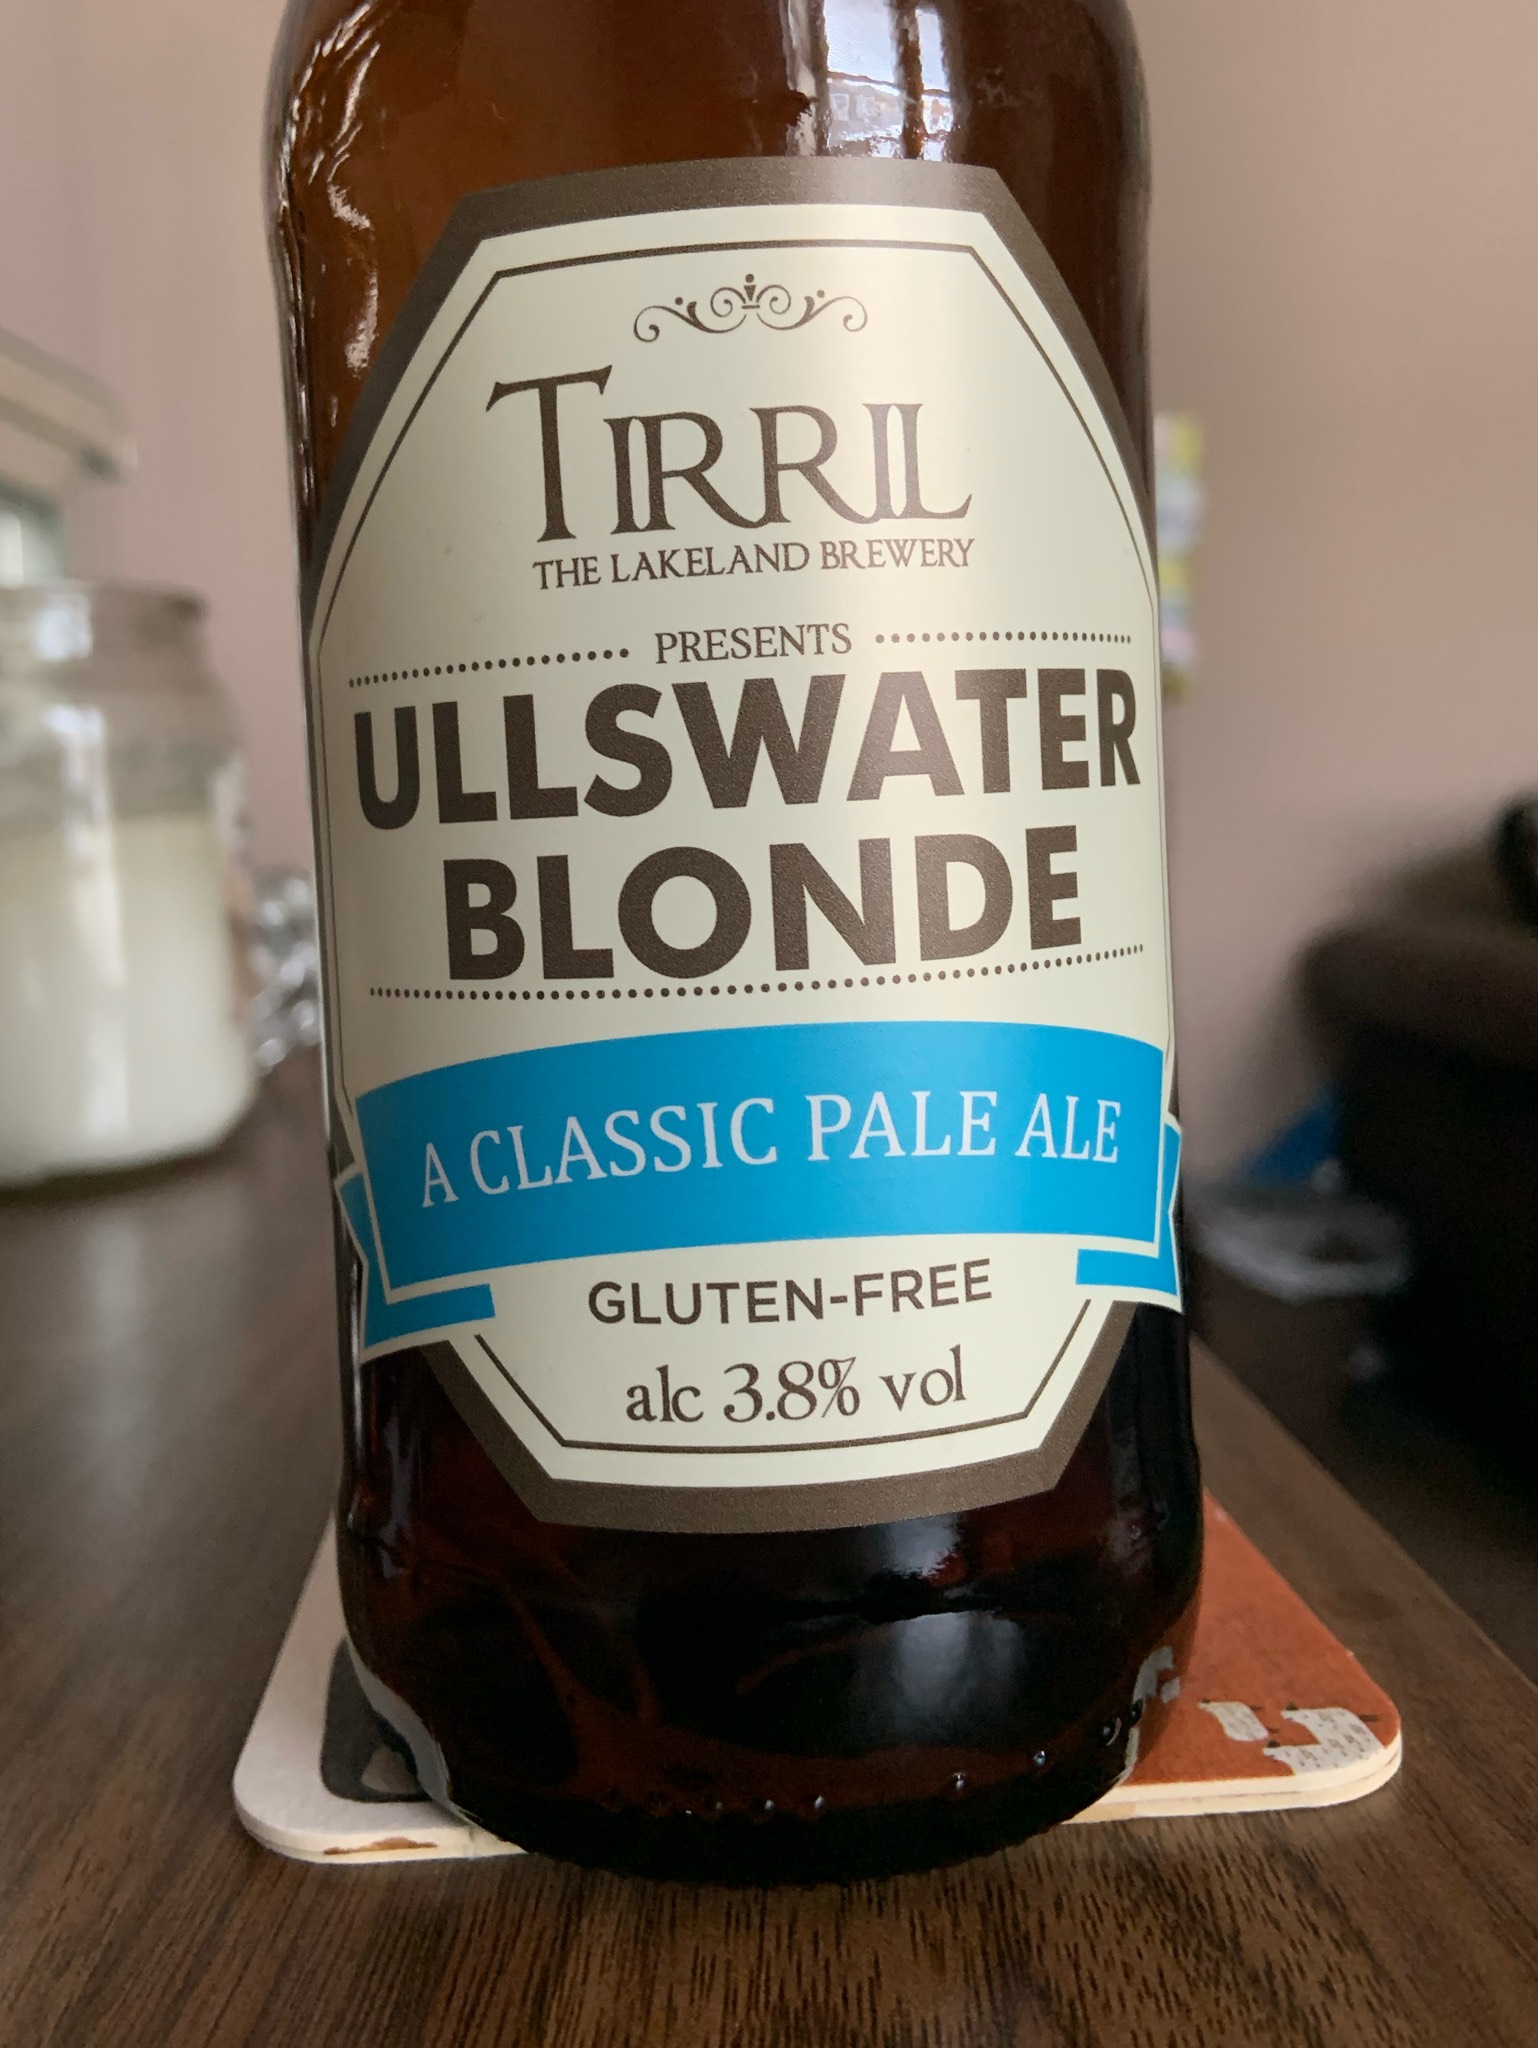 TIRRIL
THE LAKELAND BREWERY
PRESENTS
ULLSWATER
BLONDE
A CLASSIC PALE ALE
GLUTEN-FREE
alc 3.8% vol